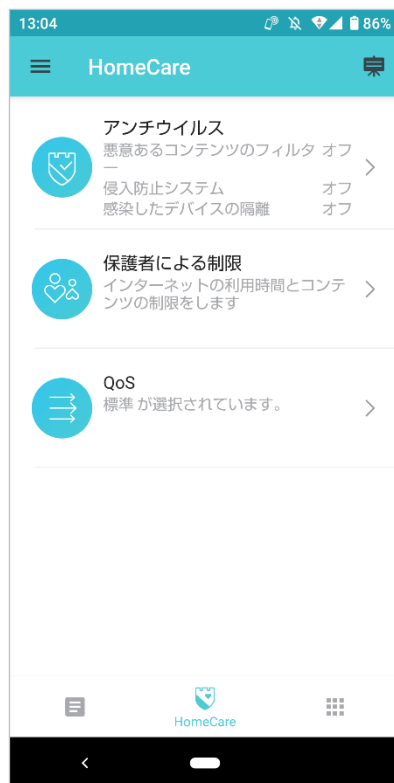 13:04
86%
HomeCare
アンチウイルス
悪意あるコンテンツのフィルタ オフ
ー
侵入防止システム オフ
感染したデバイスの隔離 オフ
保護者による制限
インターネットの利用時間とコンテ
ンツの制限をします
QoS
標準 が選択されています。
HomeCare